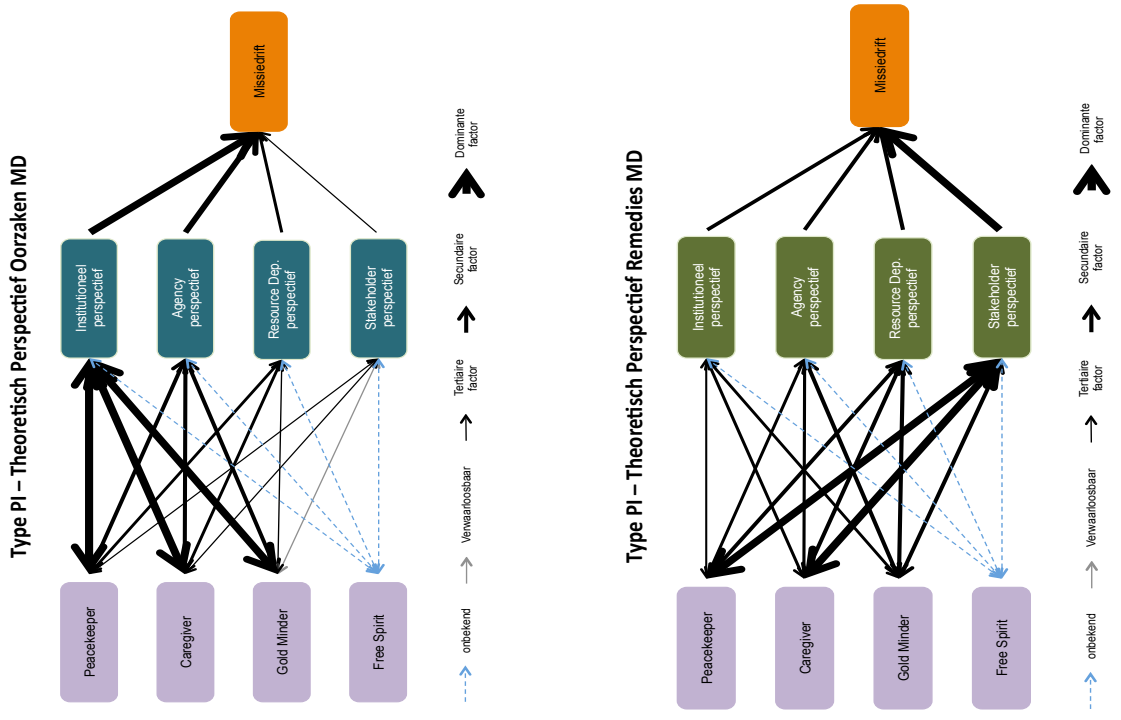 Type PI – Theoretisch Perspectief Oorzaken MD
Peacekeeper
Caregiver
Gold Minder
Free Spirit
Institutioneel
perspectief
Agency
perspectief
Resource Dep.
perspectief
Stakeholder
perspectief
Missiedrift
onbekend
Verwaarloosbaar
Tertiaire
factor
Secundaire
factor
Dominante
factor
Type PI – Theoretisch Perspectief Remedies MD
Peacekeeper
Caregiver
Gold Minder
Free Spirit
Institutioneel
perspectief
Agency
perspectief
Resource Dep.
perspectief
Stakeholder
perspectief
Missiedrift
onbekend
Verwaarloosbaar
Tertiaire
factor
Secundaire
factor
Dominante
factor